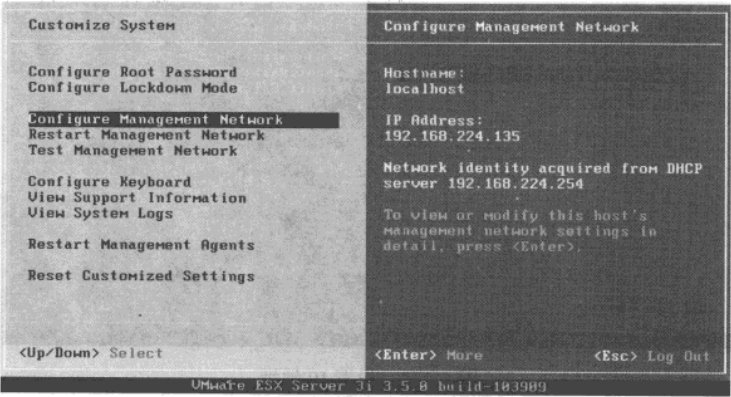 Customize System
Configure Root Password
Configure Lockdown Mode
Configure Management Network
Restart Management Network
Test Management Network
Configure Keyboard
View Support Information
View System Logs
Restart Management Agents
Reset Customized Settings
<Up/Down> Select
Configure Management Network
Hostname:
localhost
IP Address:
192.168.224.135
Network identity acquired from DHCP
server 192.168.224.254
To view or modify this host's
management network settings in
detail, press <Enter>.
<Enter> More
<Esc> Log Out
VMware ESX Server 3i 3.5.0 build-103909